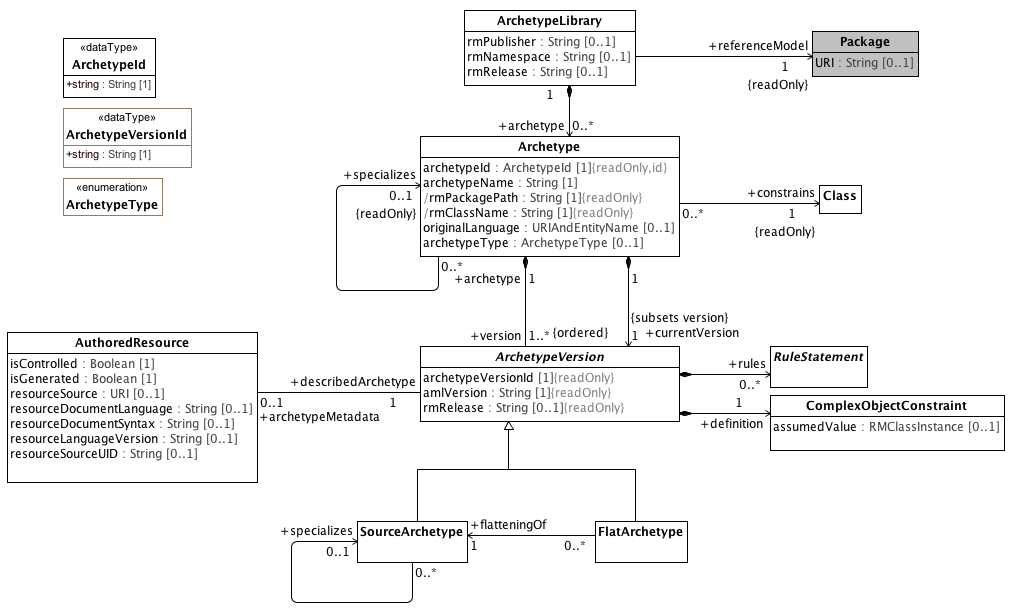 ArchetypeLibrary
rmPublisher : String [0..1]
rmNamespace : String [0..1]
rmRelease : String [0..1]
+referenceModel
1
{readOnly}
Package
URI : String [0..1]
«dataType»
ArchetypeId
+string : String [1]
«dataType»
ArchetypeVersionId
+string : String [1]
«enumeration»
ArchetypeType
1
+archetype
0..*
Archetype
archetypeId : ArchetypeId [1]{readOnly,id}
archetypeName : String [1]
/rmPackagePath : String [1]{readOnly}
/rmClassName : String [1]{readOnly}
originalLanguage : URIAndEntityName [0..1]
archetypeType : ArchetypeType [0..1]
+specializes
0..1
{readOnly}
0..*
0..*
+constrains
1
{readOnly}
Class
+archetype
1
1
+version
1..*
{ordered}
{subsets version}
1
+currentVersion
AuthoredResource
isControlled : Boolean [1]
isGenerated : Boolean [1]
resourceSource : URI [0..1]
resourceDocumentLanguage : String [0..1]
resourceDocumentSyntax : String [0..1]
resourceLanguageVersion : String [0..1]
resourceSourceUID : String [0..1]
+describedArchetype
0..1
1
+archetypeMetadata
ArchetypeVersion
archetypeVersionId [1]{readOnly}
amlVersion : String [1]{readOnly}
rmRelease : String [0..1]{readOnly}
+rules
0..*
RuleStatement
1
+definition
ComplexObjectConstraint
assumedValue : RMClassInstance [0..1]
+specializes
0..1
SourceArchetype
0..*
+flatteningOf
1
0..*
FlatArchetype